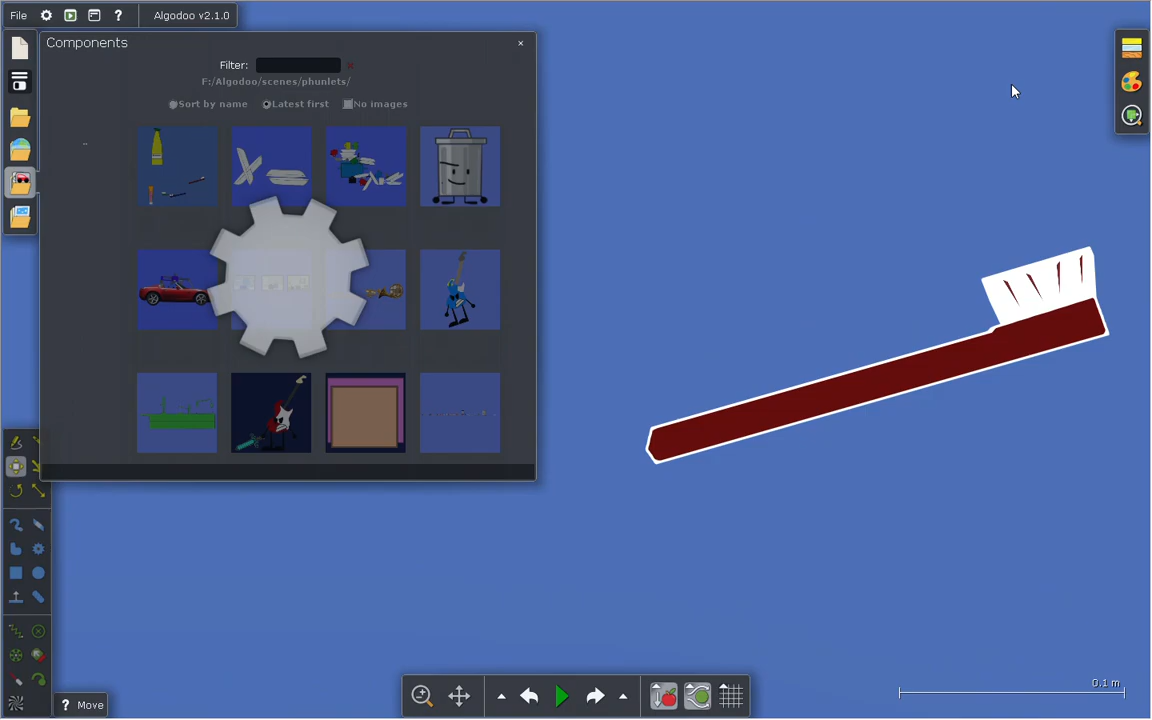 File ? Algodoo v2.1.0
Components ×
Filter:
F:/Algodoo/scenes/phunlets/
Sort by name Latest first No images
..
? Move
0.1 m